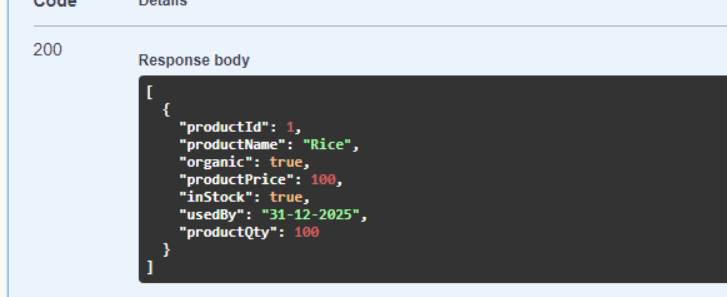 Code Details
200
Response body
[
  {
    "productId": 1,
    "productName": "Rice",
    "organic": true,
    "productPrice": 100,
    "inStock": true,
    "usedBy": "31-12-2025",
    "productQty": 100
  }
]